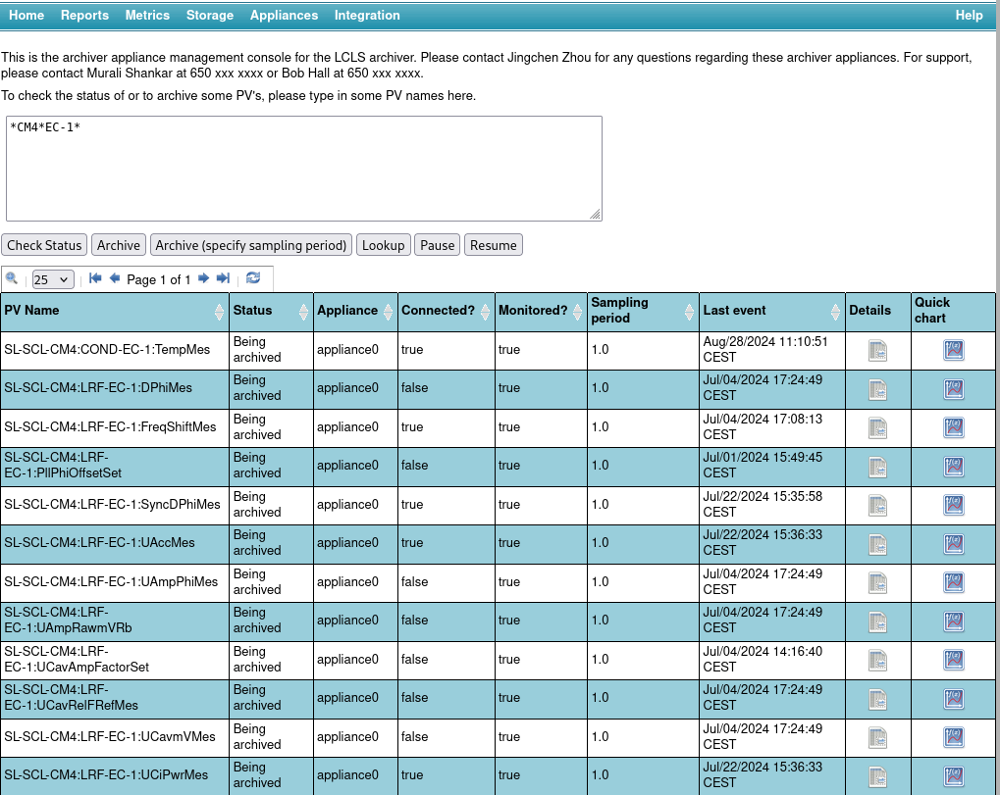 Home Reports Metrics Storage Appliances Integration Help
This is the archiver appliance management console for the LCLS archiver. Please contact Jingchen Zhou for any questions regarding these archiver appliances. For support,
please contact Murali Shankar at 650 xxx xxxx or Bob Hall at 650 xxx xxxx.
To check the status of or to archive some PV's, please type in some PV names here.
*CM4*EC-1*
Check Status Archive Archive (specify sampling period) Lookup Pause Resume
25 Page 1 of 1
PV Name Status Appliance Connected? Monitored? Sampling period Last event Details Quick chart
SL-SCL-CM4:COND-EC-1:TempMes Being archived appliance0 true true 1.0 Aug/28/2024 11:10:51 CEST
SL-SCL-CM4:LRF-EC-1:DPhiMes Being archived appliance0 false true 1.0 Jul/04/2024 17:24:49 CEST
SL-SCL-CM4:LRF-EC-1:FreqShiftMes Being archived appliance0 true true 1.0 Jul/04/2024 17:08:13 CEST
SL-SCL-CM4:LRF-EC-1:PllPhiOffsetSet Being archived appliance0 false true 1.0 Jul/01/2024 15:49:45 CEST
SL-SCL-CM4:LRF-EC-1:SyncDPhiMes Being archived appliance0 true true 1.0 Jul/22/2024 15:35:58 CEST
SL-SCL-CM4:LRF-EC-1:UAccMes Being archived appliance0 true true 1.0 Jul/22/2024 15:36:33 CEST
SL-SCL-CM4:LRF-EC-1:UAmpPhiMes Being archived appliance0 false true 1.0 Jul/04/2024 17:24:49 CEST
SL-SCL-CM4:LRF-EC-1:UAmpRawmVRb Being archived appliance0 false true 1.0 Jul/04/2024 17:24:49 CEST
SL-SCL-CM4:LRF-EC-1:UCavAmpFactorSet Being archived appliance0 false true 1.0 Jul/04/2024 14:16:40 CEST
SL-SCL-CM4:LRF-EC-1:UCavRelFRefMes Being archived appliance0 false true 1.0 Jul/04/2024 17:24:49 CEST
SL-SCL-CM4:LRF-EC-1:UCavmVMes Being archived appliance0 false true 1.0 Jul/04/2024 17:24:49 CEST
SL-SCL-CM4:LRF-EC-1:UCiPwrMes Being archived appliance0 true true 1.0 Jul/22/2024 15:36:33 CEST